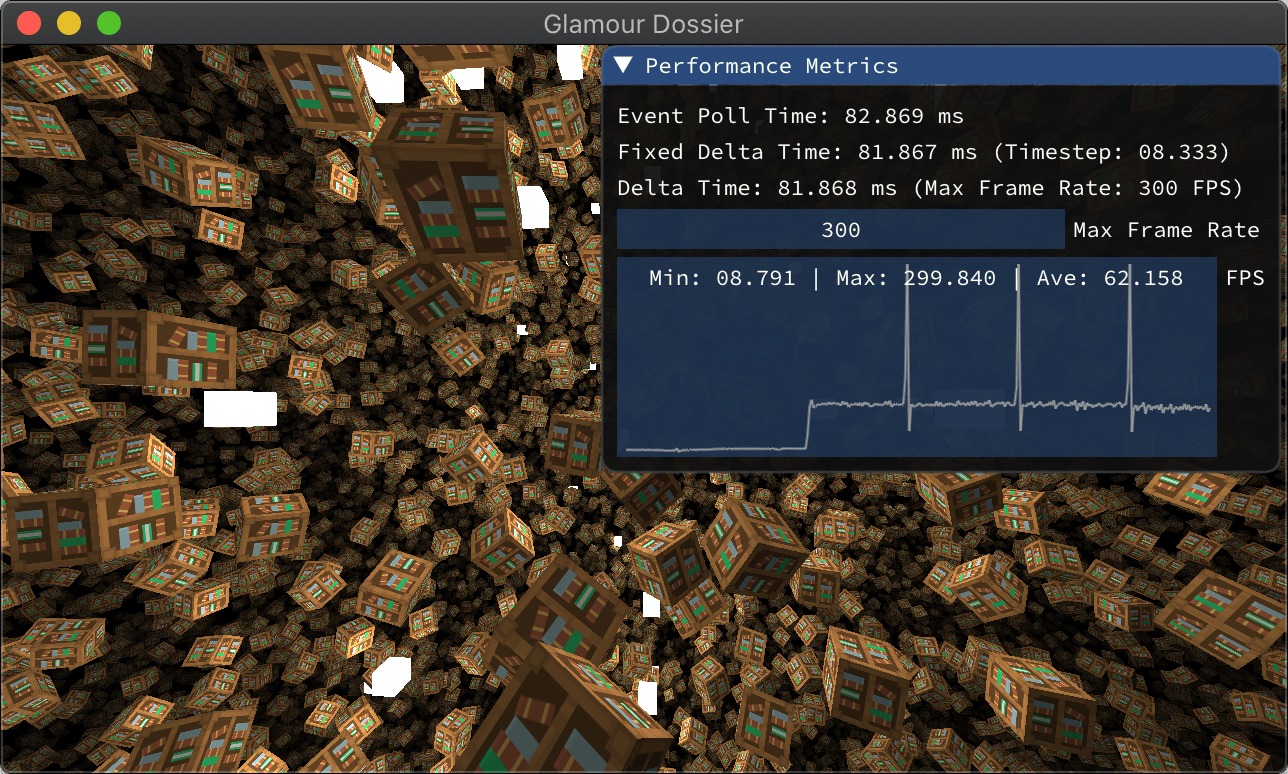 Glamour Dossier
Performance Metrics
Event Poll Time: 82.869 ms
Fixed Delta Time: 81.867 ms (Timestep: 08.333)
Delta Time: 81.868 ms (Max Frame Rate: 300 FPS)
300 Max Frame Rate
Min: 08.791 | Max: 299.840 | Ave: 62.158 FPS